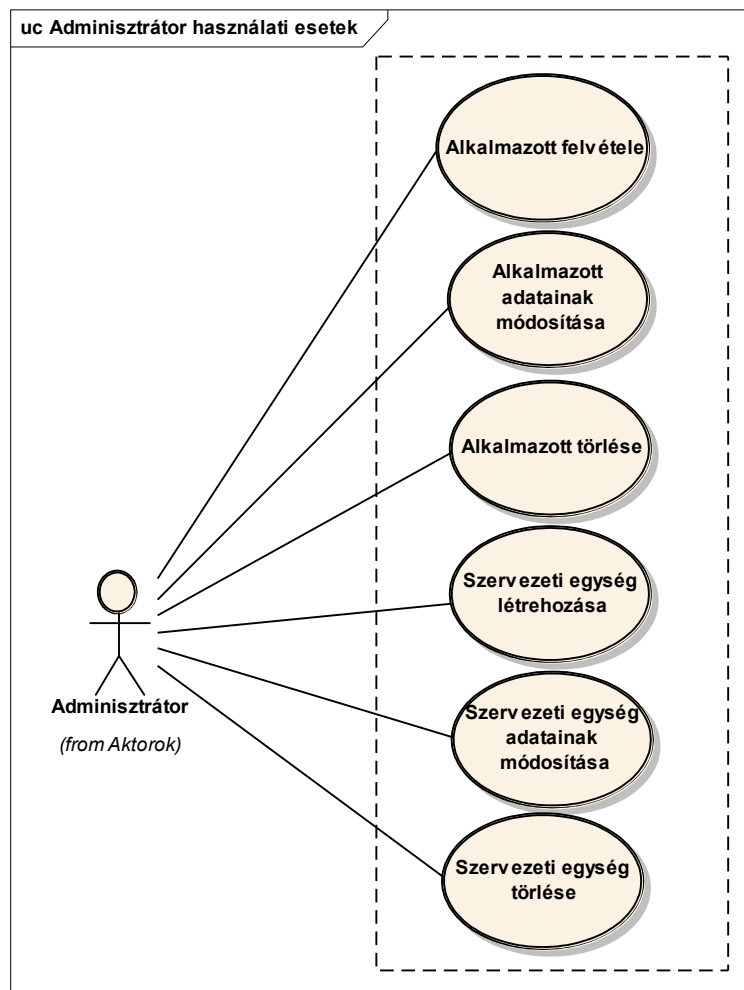 uc Adminisztrátor használati esetek
Alkalmazott felvétele
Alkalmazott
adatainak
módosítása
Alkalmazott törlése
Szervezeti egység
létrehozása
Adminisztrátor
(from Aktorok)
Szervezeti egység
adatainak
módosítása
Szervezeti egység
törlése